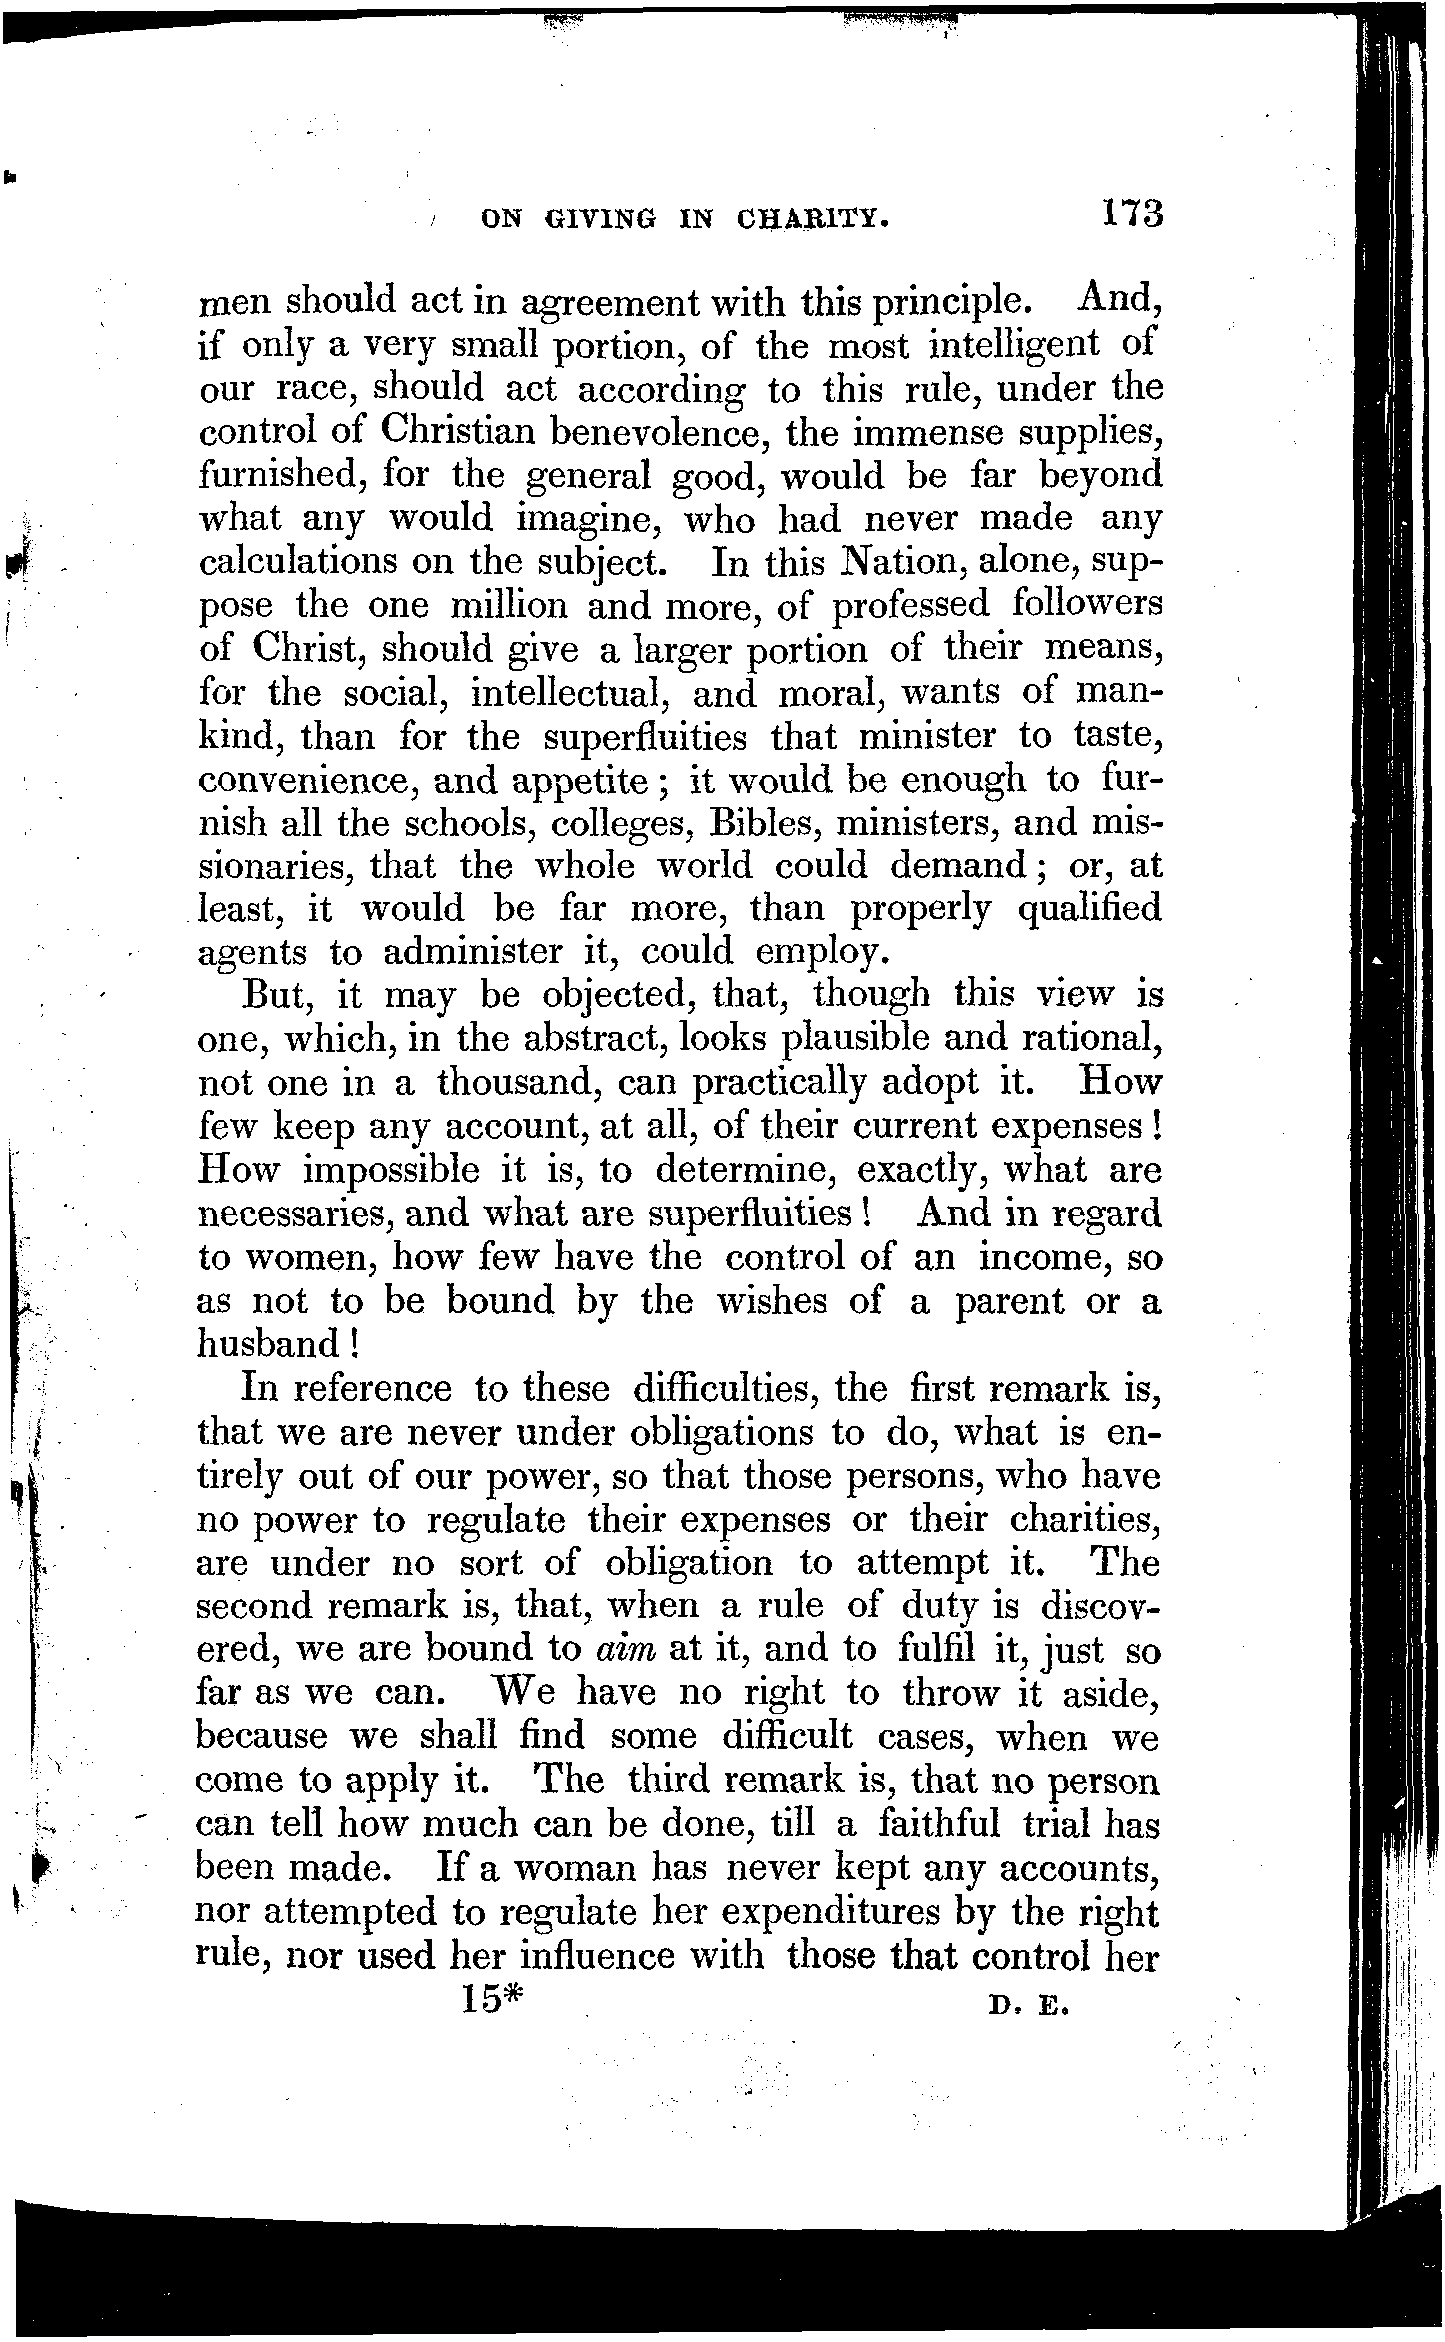 ON GIVING IN CHARITY. 173
men should act in agreement with this principle. And,
if only a very small portion, of the most intelligent of
our race, should act according to this rule, under the
control of Christian benevolence, the immense supplies,
furnished, for the general good, would be far beyond
what any would imagine, who had never made any
calculations on the subject. In this Nation, alone, sup-
pose the one million and more, of professed followers
of Christ, should give a larger portion of their means,
for the social, intellectual, and moral, wants of man-
kind, than for the superfluities that minister to taste,
convenience, and appetite; it would be enough to fur-
nish all the schools, colleges, Bibles, ministers, and mis-
sionaries, that the whole world could demand; or, at
least, it would be far more, than properly qualified
agents to administer it, could employ.
But, it may be objected, that, though this view is
one, which, in the abstract, looks plausible and rational,
not one in a thousand, can practically adopt it. How
few keep any account, at all, of their current expenses!
How impossible it is, to determine, exactly, what are
necessaries, and what are superfluities! And in regard
to women, how few have the control of an income, so
as not to be bound by the wishes of a parent or a
husband!
In reference to these difficulties, the first remark is,
that we are never under obligations to do, what is en-
tirely out of our power, so that those persons, who have
no power to regulate their expenses or their charities,
are under no sort of obligation to attempt it. The
second remark is, that, when a rule of duty is discov-
ered, we are bound to aim at it, and to fulfil it, just so
far as we can. We have no right to throw it aside,
because we shall find some difficult cases, when we
come to apply it. The third remark is, that no person
can tell how much can be done, till a faithful trial has
been made. If a woman has never kept any accounts,
nor attempted to regulate her expenditures by the right
rule, nor used her influence with those that control her
15* D. E.